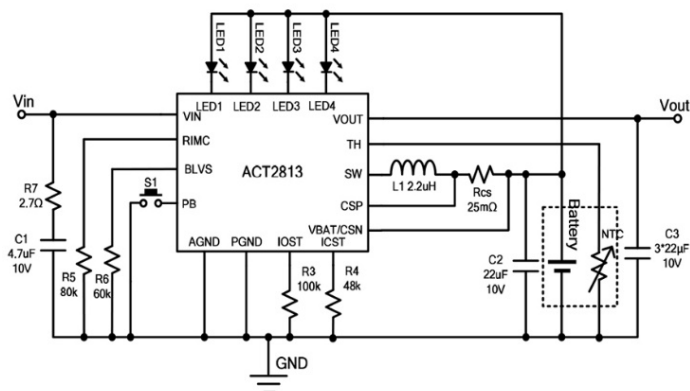 LED1
LED2
LED3
LED4
Vin
Vout
LED1 LED2 LED3 LED4
VIN
VOUT
RIMC
TH
BLVS
ACT2813
SW
L1 2.2uH
Rcs
25mΩ
S1
PB
CSP
VBAT/CSN
R7
2.7Ω
AGND PGND IOST ICST
Battery
NTC
C1
4.7uF
10V
R5
80k
R6
60k
R3
100k
R4
48k
C2
22uF
10V
C3
3*22µF
10V
GND